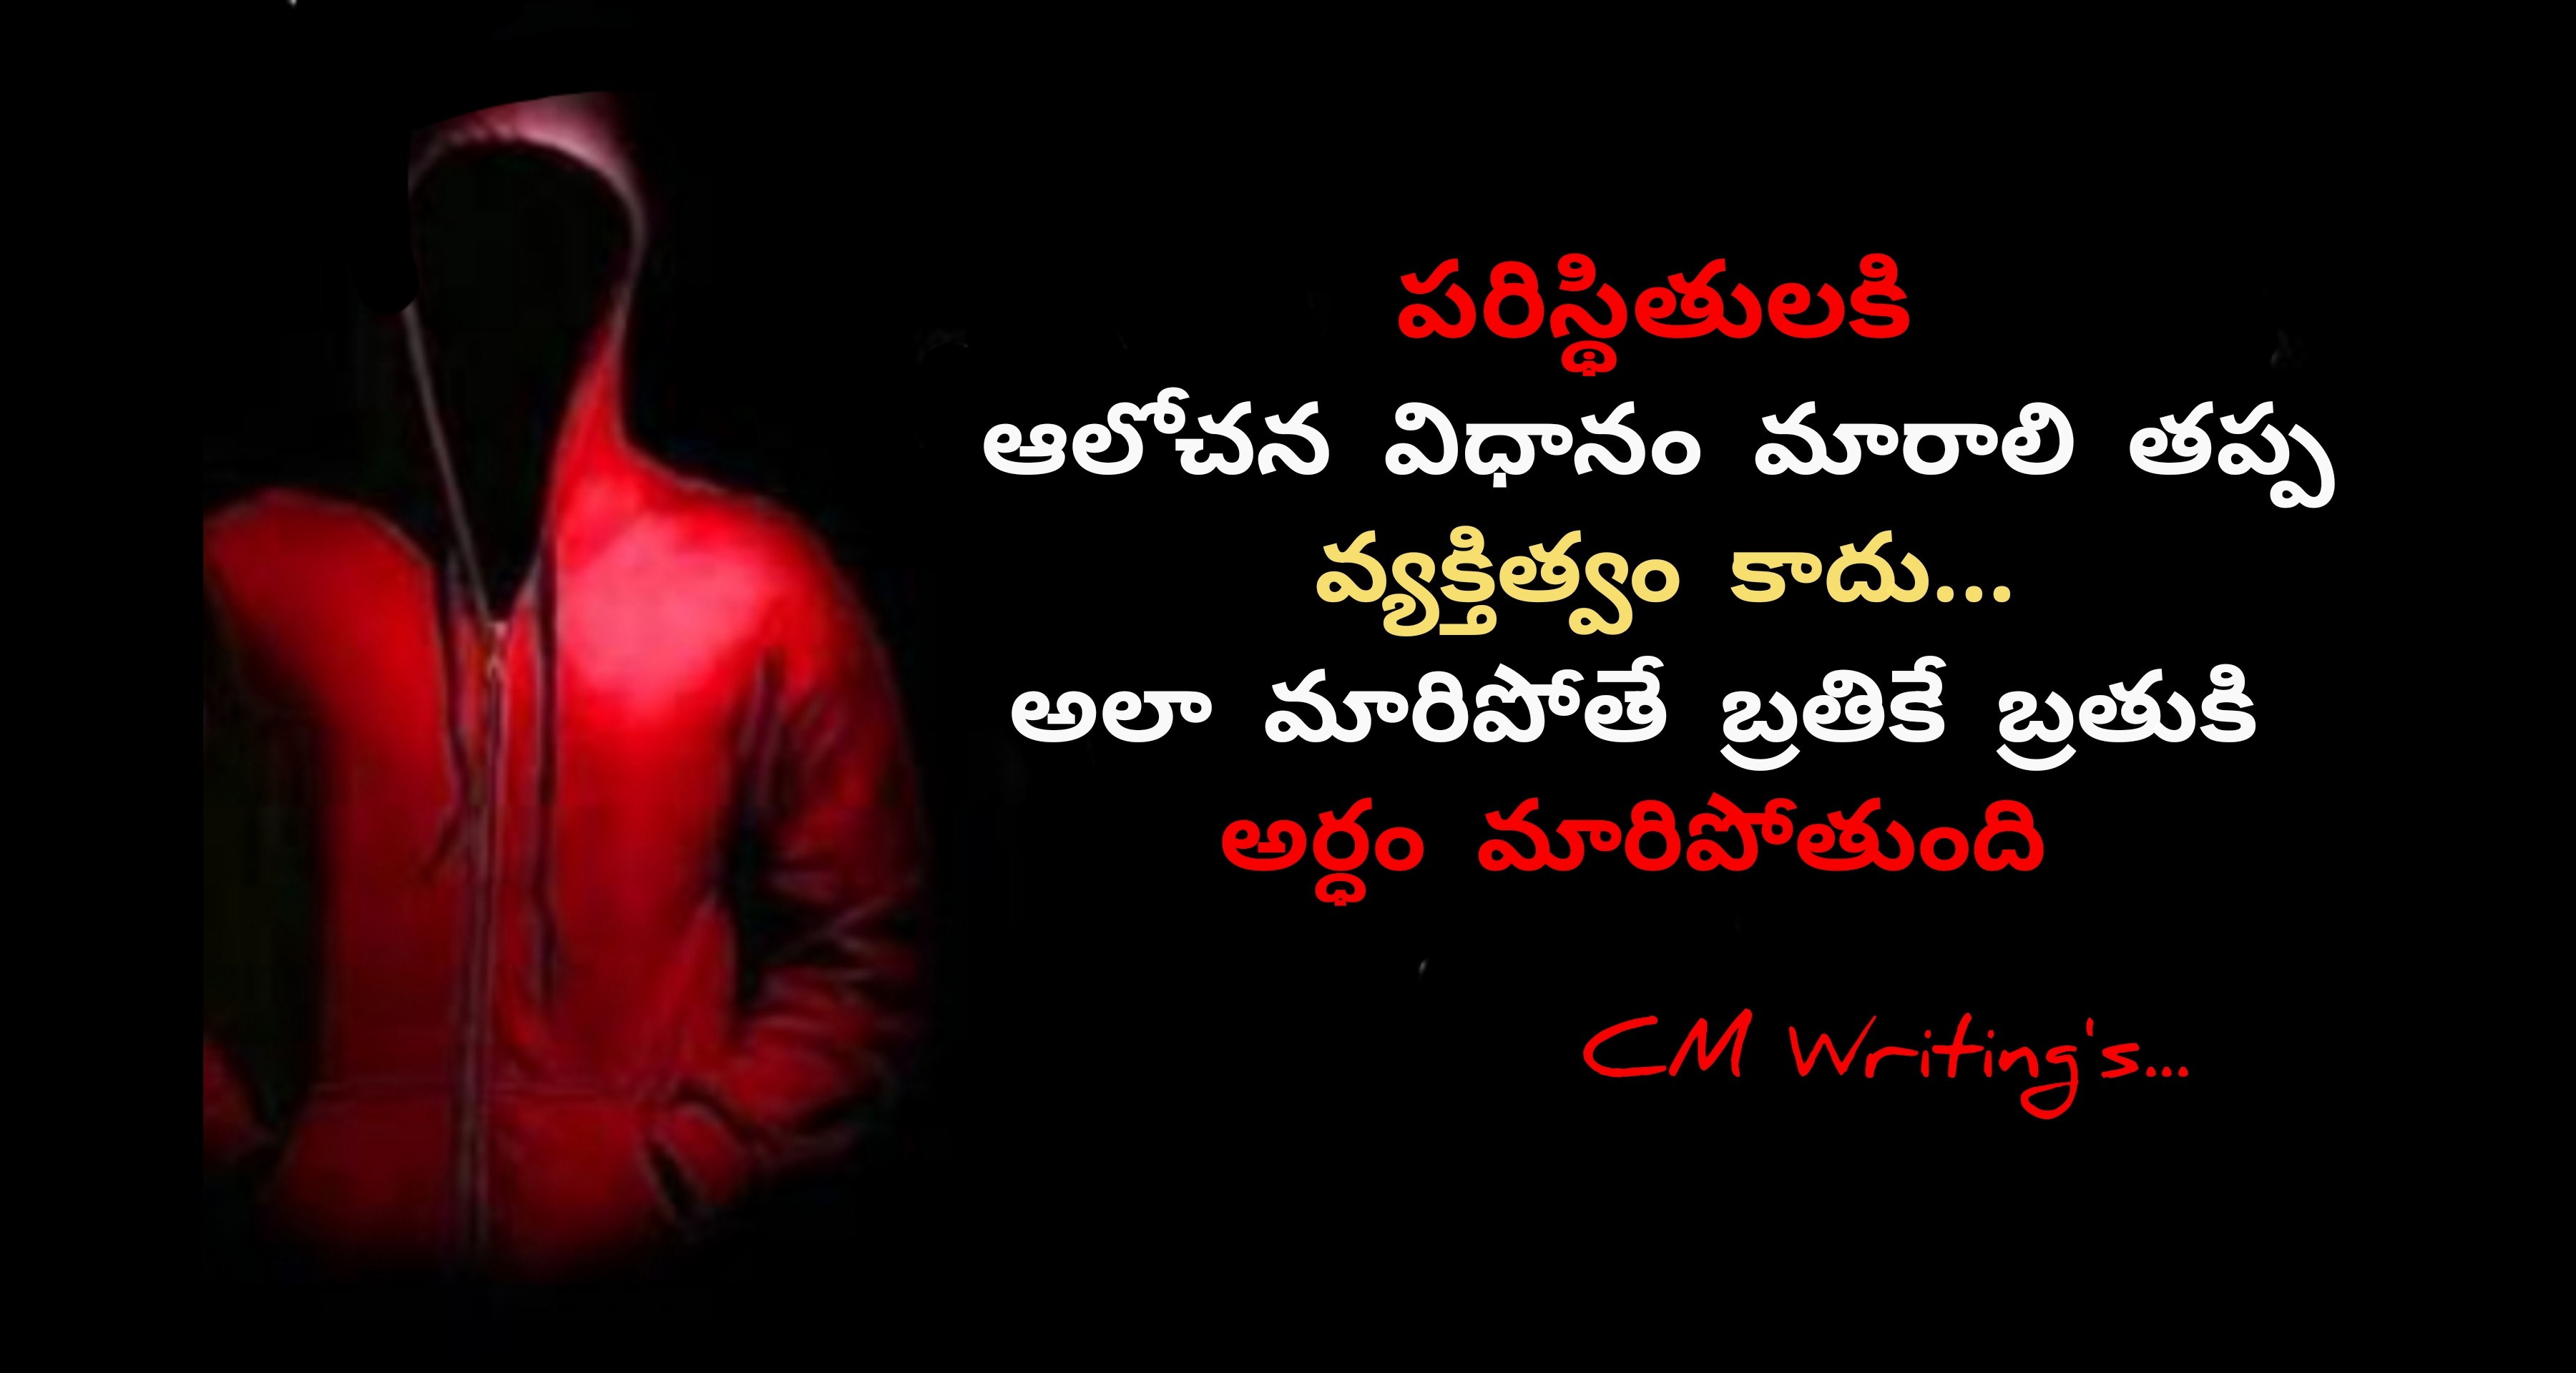 పరిస్థితులకి
ఆలోచన విధానం మారాలి తప్ప
వ్యక్తిత్వం కాదు...
అలా మారిపోతే బ్రతికే బ్రతుకి
అర్ధం మారిపోతుంది
CM Writing's...